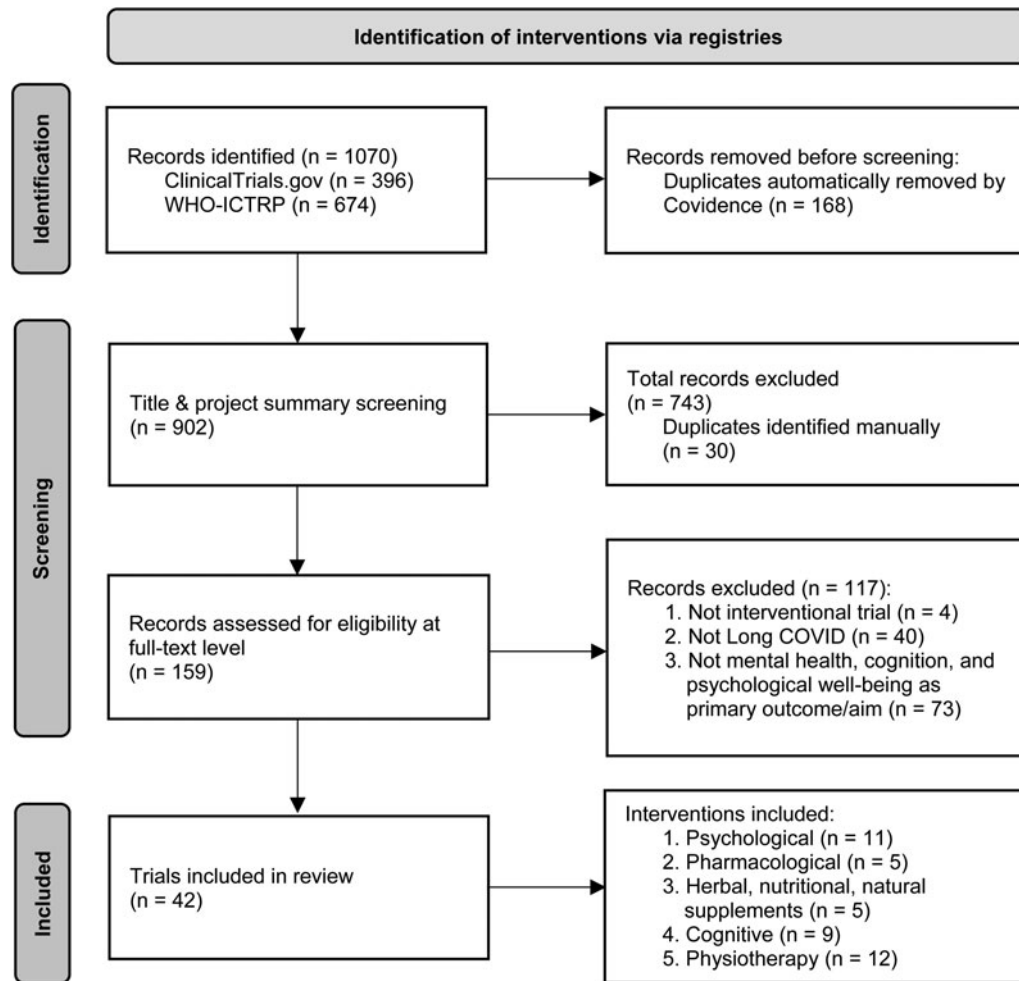 Identification of interventions via registries
Identification
Records identified (n = 1070)
ClinicalTrials.gov (n = 396)
WHO-ICTRP (n = 674)
Records removed before screening:
Duplicates automatically removed by
Covidence (n = 168)
Screening
Title & project summary screening
(n = 902)
Total records excluded
(n = 743)
Duplicates identified manually
(n = 30)
Records assessed for eligibility at
full-text level
(n = 159)
Records excluded (n = 117):
1. Not interventional trial (n = 4)
2. Not Long COVID (n = 40)
3. Not mental health, cognition, and
psychological well-being as
primary outcome/aim (n = 73)
Included
Trials included in review
(n = 42)
Interventions included:
1. Psychological (n = 11)
2. Pharmacological (n = 5)
3. Herbal, nutritional, natural
supplements (n = 5)
4. Cognitive (n = 9)
5. Physiotherapy (n = 12)